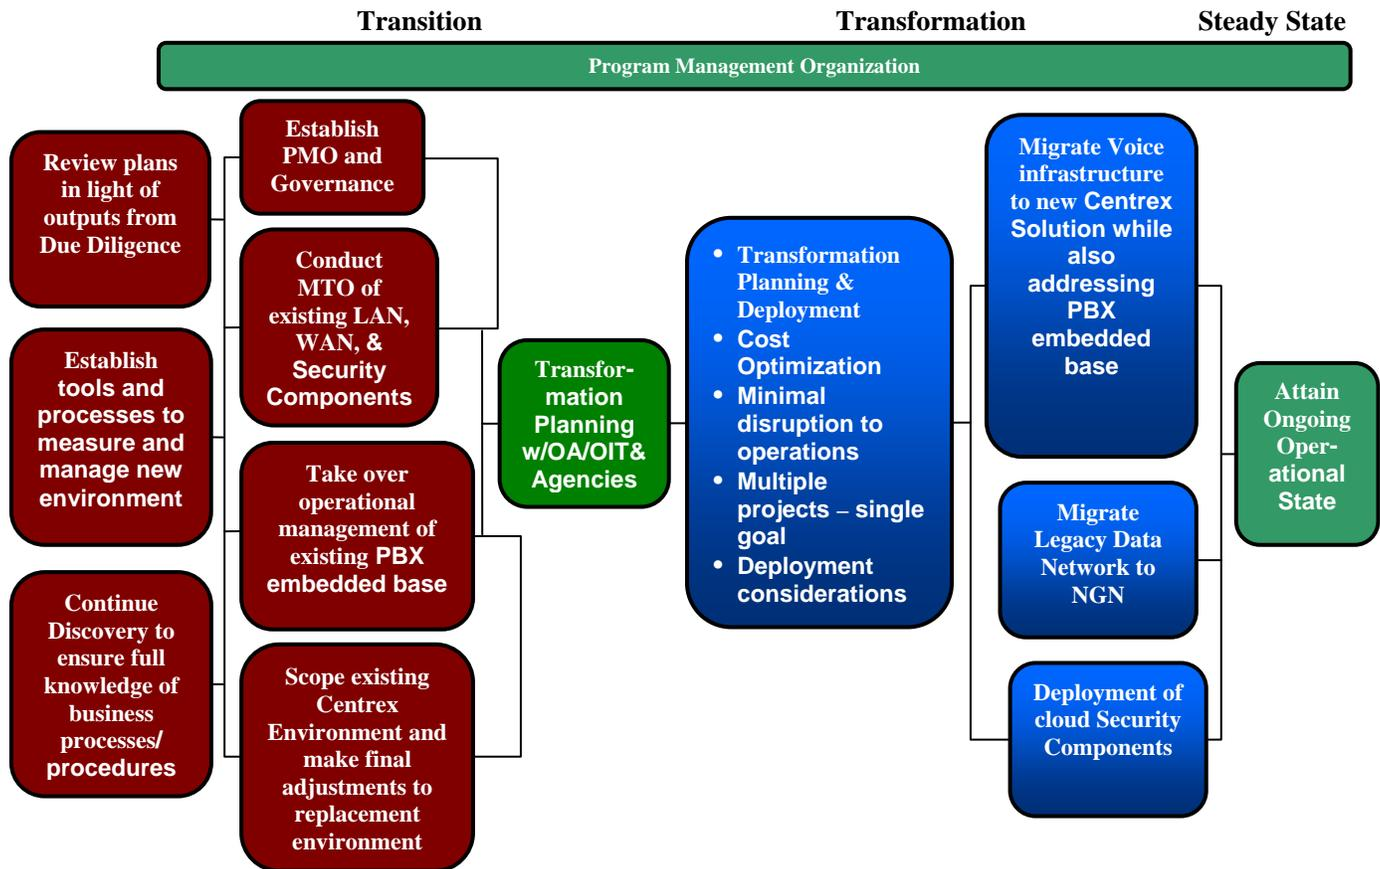 Transition
Transformation
Steady State
Program Management Organization
Review plans
in light of
outputs from
Due Diligence
Establish
tools and
processes to
measure and
manage new
environment
Continue
Discovery to
ensure full
knowledge of
business
processes/
procedures
Establish
PMO and
Governance
Conduct
MTO of
existing LAN,
WAN, &
Security
Components
Take over
operational
management of
existing PBX
embedded base
Scope existing
Centrex
Environment and
make final
adjustments to
replacement
environment
Transfor-
mation
Planning
w/OA/OIT&
Agencies
• Transformation
Planning &
Deployment
• Cost
Optimization
• Minimal
disruption to
operations
• Multiple
projects – single
goal
• Deployment
considerations
Migrate Voice
infrastructure
to new Centrex
Solution while
also
addressing
PBX
embedded
base
Migrate
Legacy Data
Network to
NGN
Deployment of
cloud Security
Components
Attain
Ongoing
Oper-
ational
State